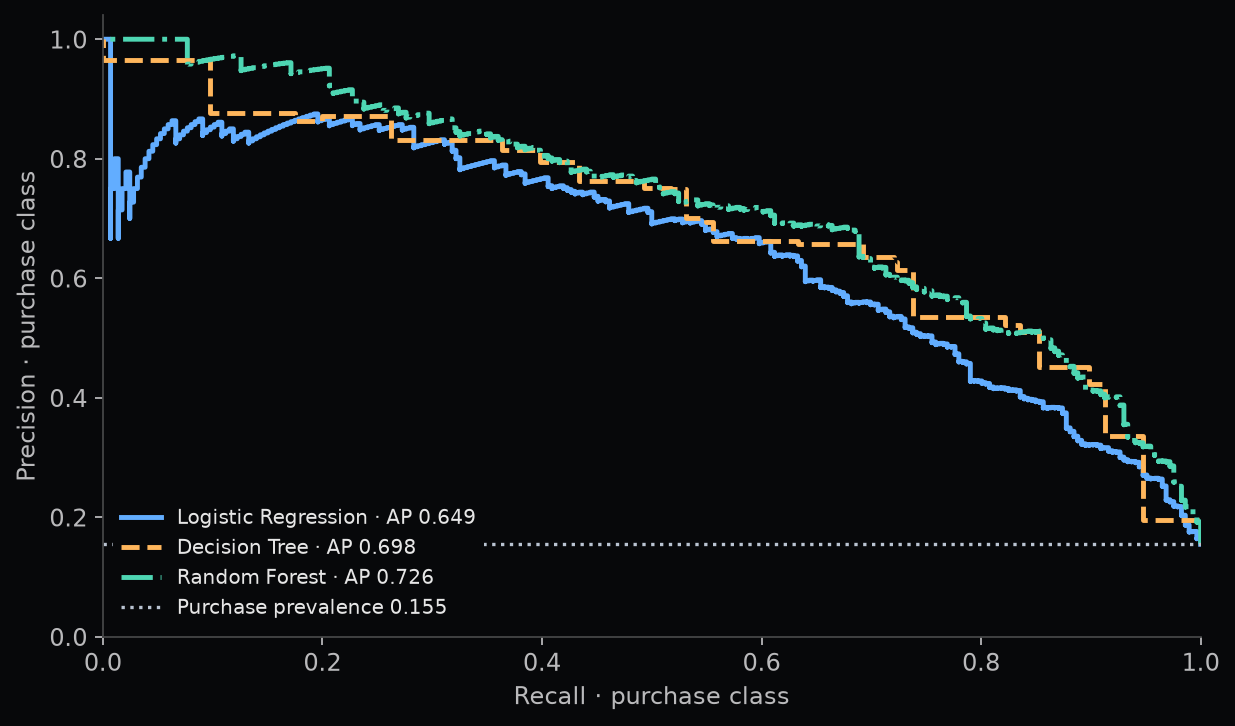 1.0
0.8
0.6
0.4
0.2
0.0
Precision · purchase class
Logistic Regression · AP 0.649
Decision Tree · AP 0.698
Random Forest · AP 0.726
Purchase prevalence 0.155
0.0 0.2 0.4 0.6 0.8 1.0
Recall · purchase class